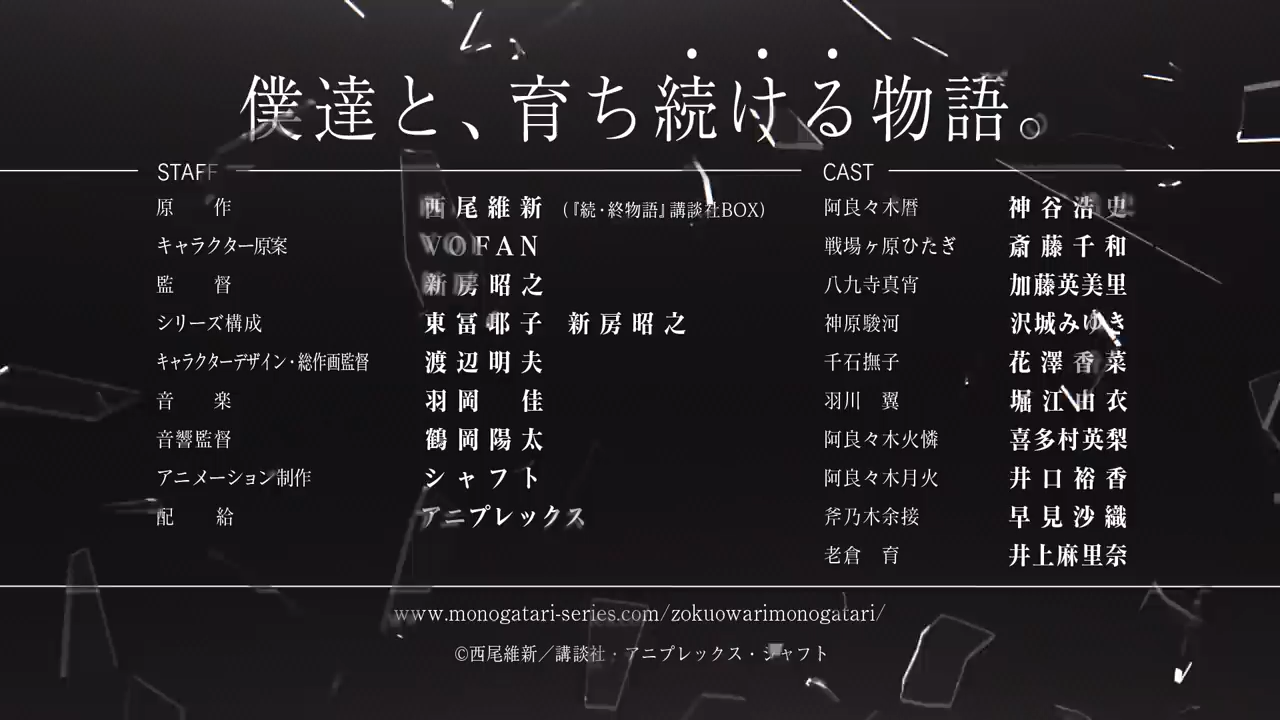 僕達と、育ち続ける物語。
STAFF
原　作 西尾維新 (『続・終物語』講談社BOX)
キャラクター原案 VOFAN
監　督 新房昭之
シリーズ構成 東冨耶子 新房昭之
キャラクターデザイン・総作画監督 渡辺明夫
音　楽 羽岡　佳
音響監督 鶴岡陽太
アニメーション制作 シャフト
配　給 アニプレックス
CAST
阿良々木暦 神谷浩史
戦場ヶ原ひたぎ 斎藤千和
八九寺真宵 加藤英美里
神原駿河 沢城みゆき
千石撫子 花澤香菜
羽川　翼 堀江由衣
阿良々木火憐 喜多村英梨
阿良々木月火 井口裕香
斧乃木余接 早見沙織
老倉　育 井上麻里奈
www.monogatari-series.com/zokuowarimonogatari/
©西尾維新／講談社・アニプレックス・シャフト